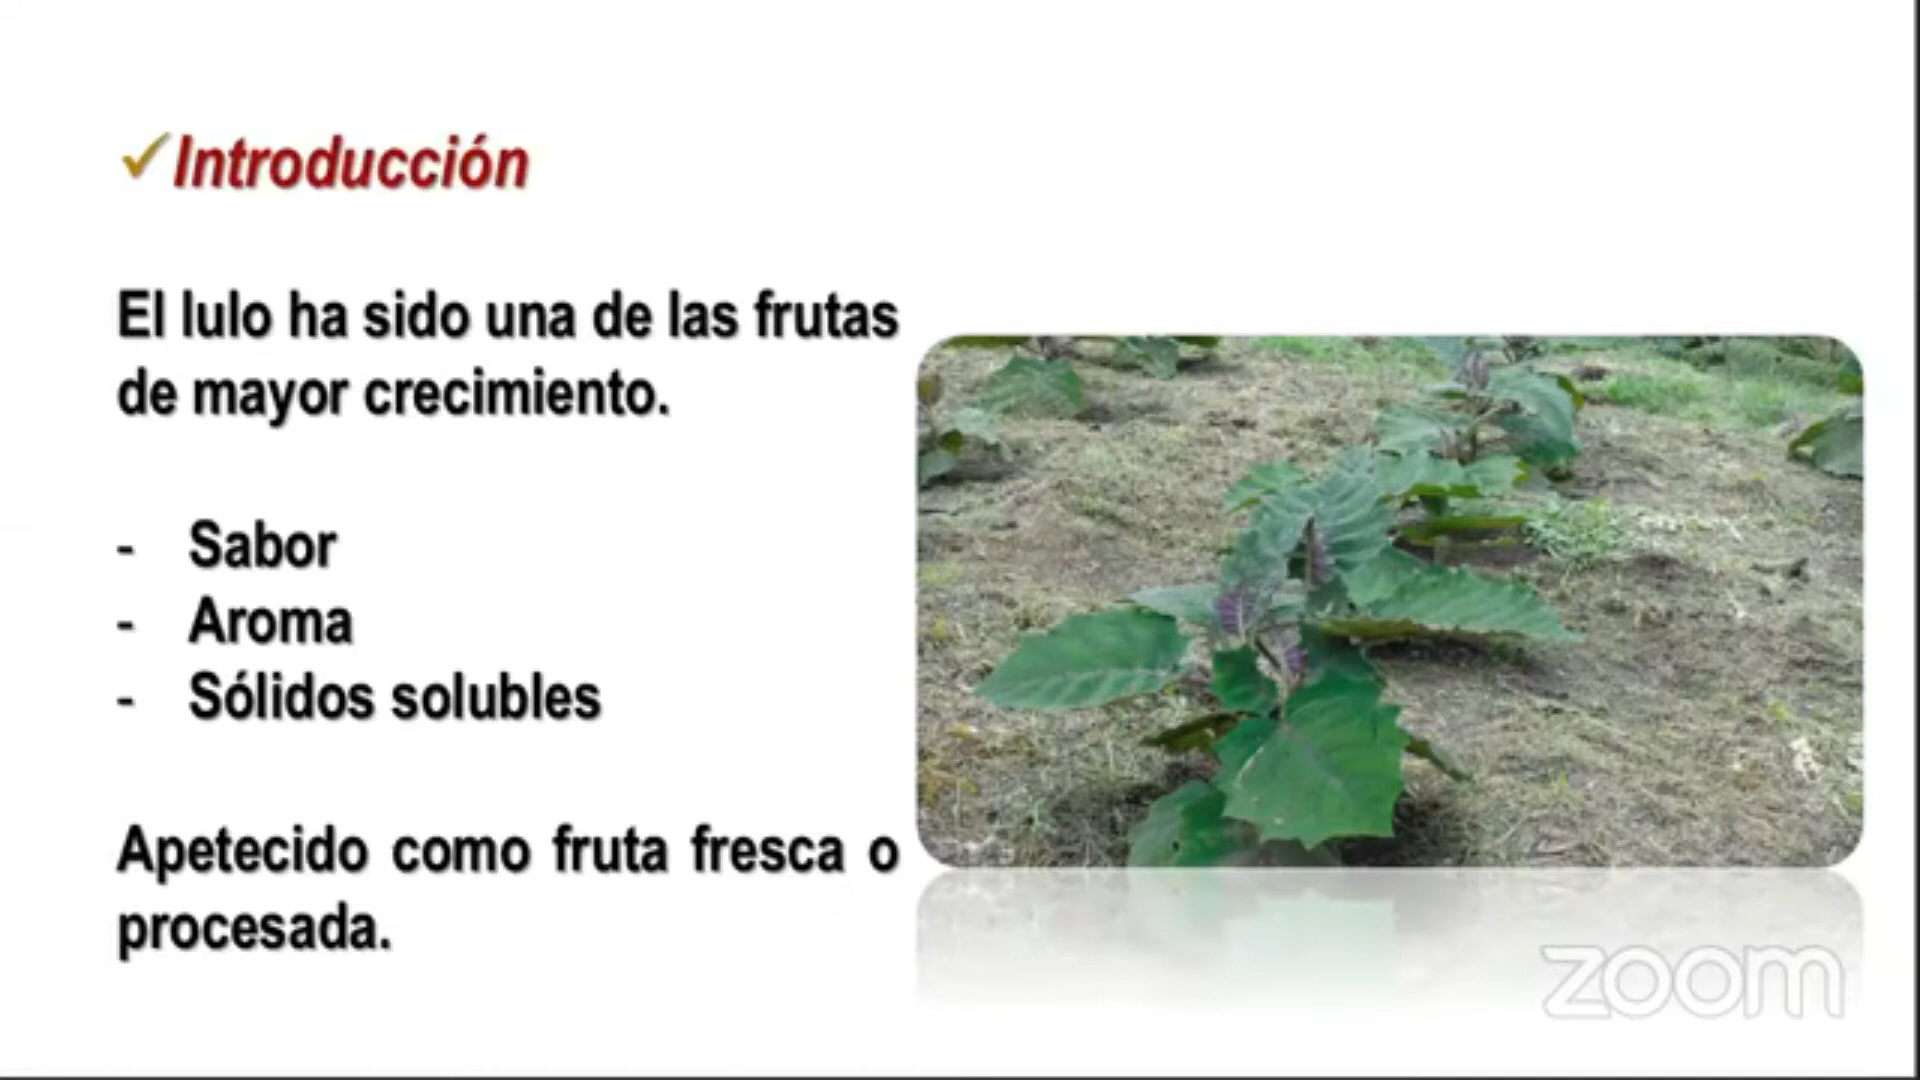 ✓Introducción
El lulo ha sido una de las frutas
de mayor crecimiento.
- Sabor
- Aroma
- Sólidos solubles
Apetecido como fruta fresca o
procesada.
zoom